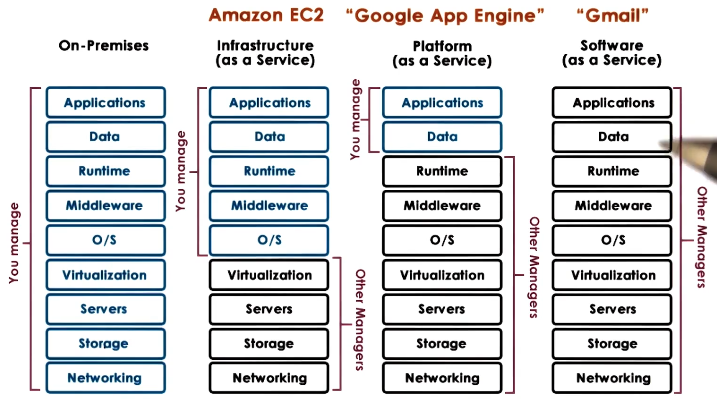 Amazon EC2
“Google App Engine”
“Gmail”
On-Premises
You manage
Applications
Data
Runtime
Middleware
O/S
Virtualization
Servers
Storage
Networking
Infrastructure
(as a Service)
You manage
Applications
Data
Runtime
Middleware
O/S
Virtualization
Servers
Storage
Networking
Other Managers
Platform
(as a Service)
You manage
Applications
Data
Runtime
Middleware
O/S
Virtualization
Servers
Storage
Networking
Other Managers
Software
(as a Service)
Applications
Data
Runtime
Middleware
O/S
Virtualization
Servers
Storage
Networking
Other Managers